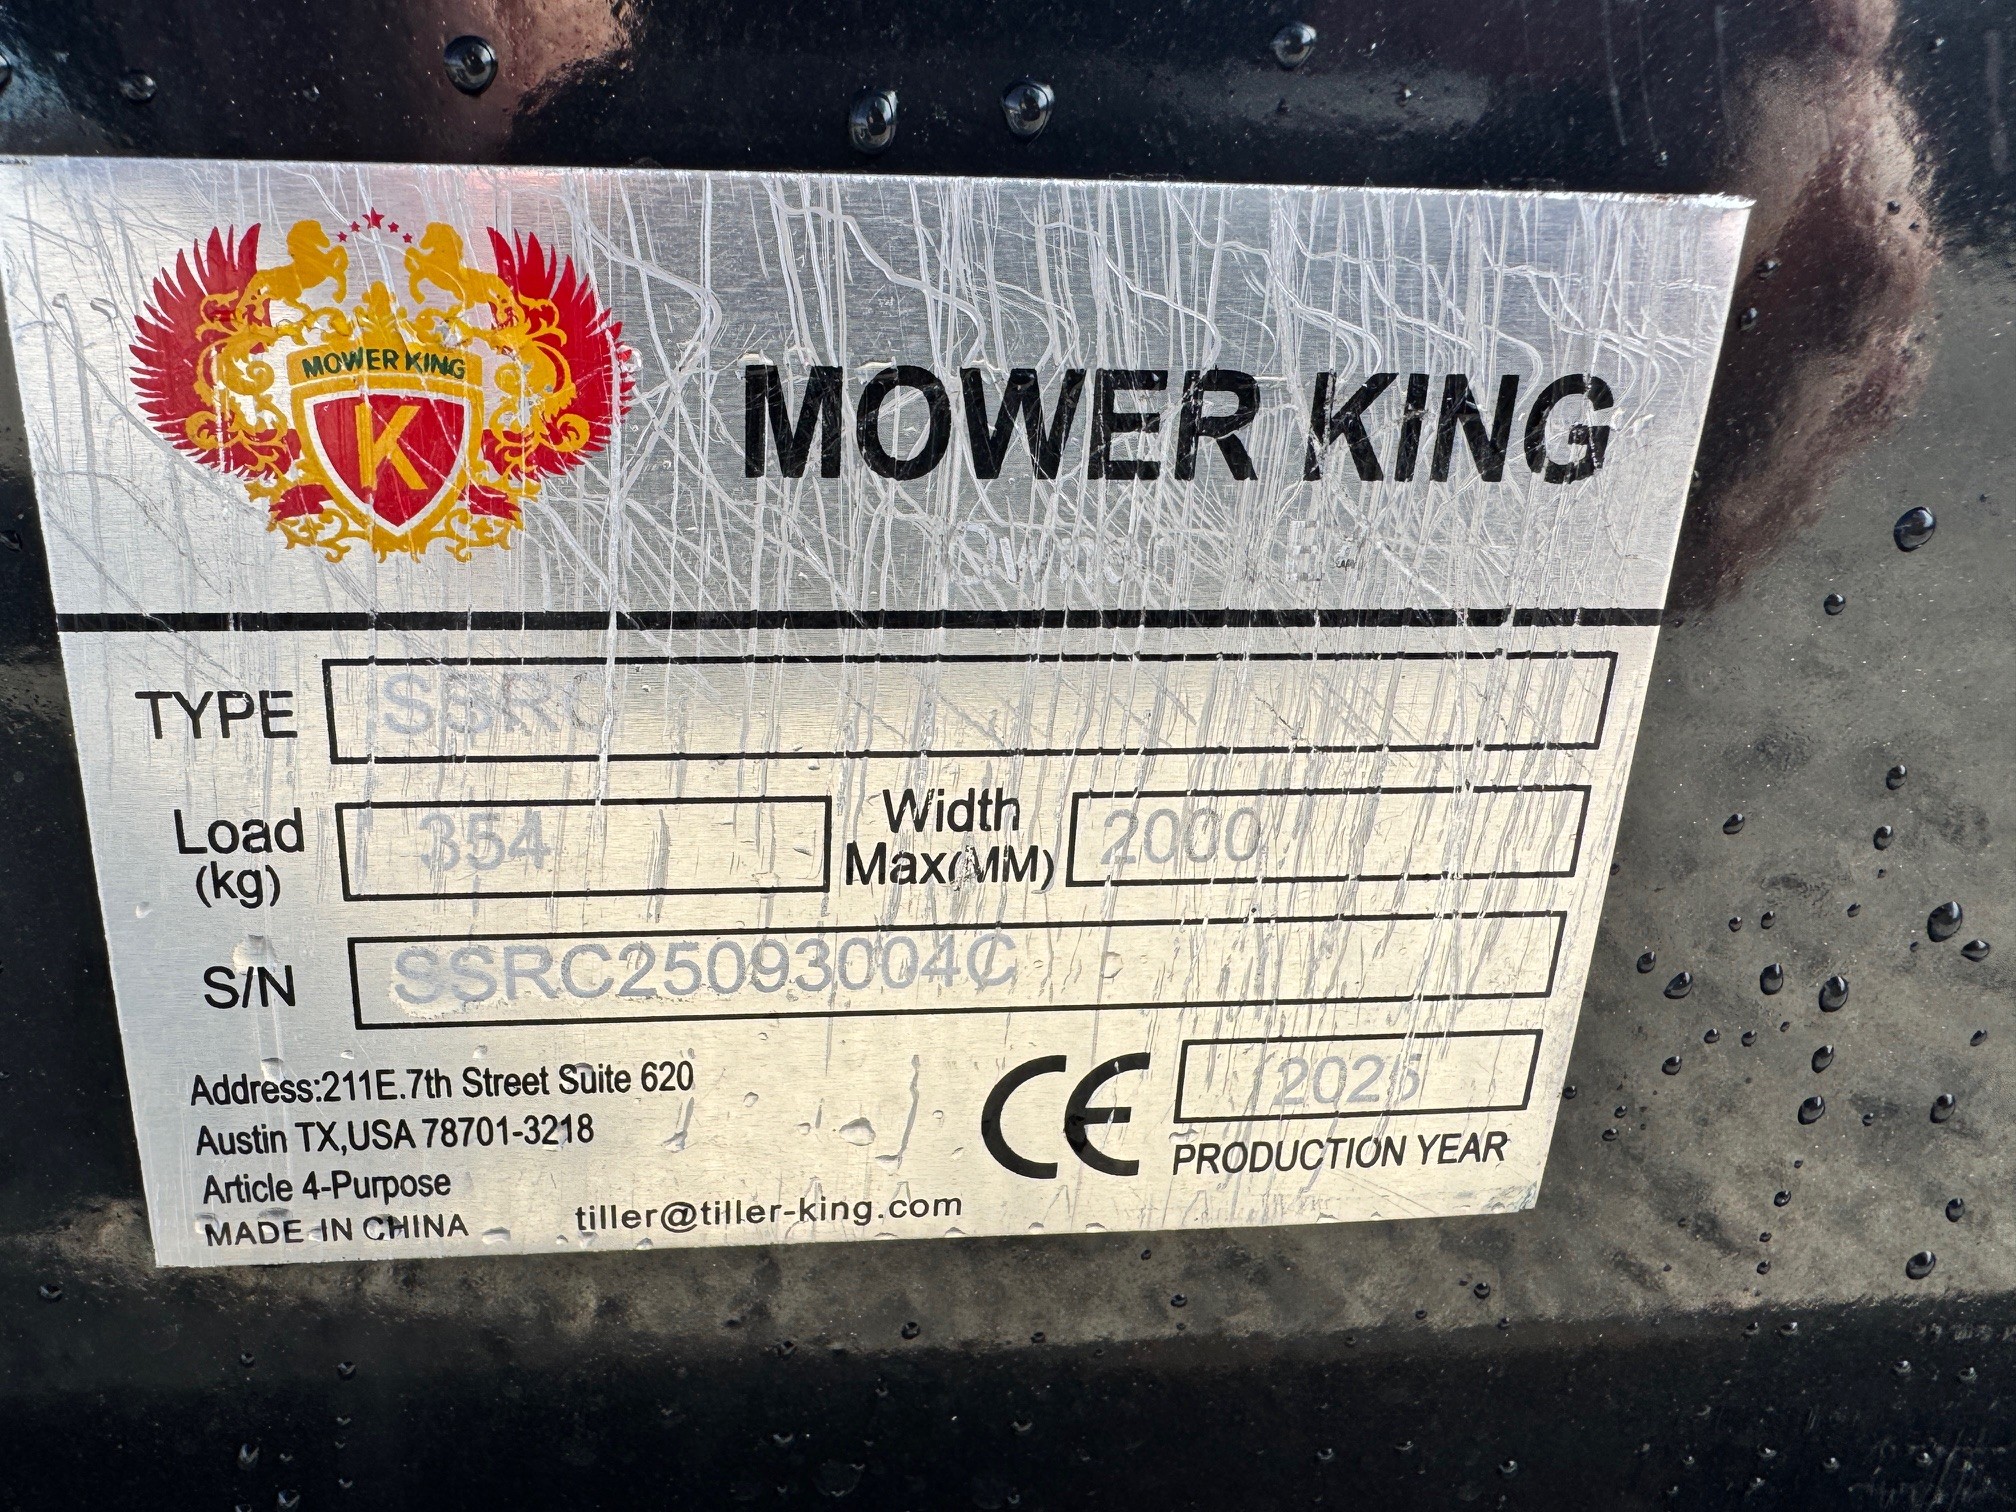 MOWER KING
K
MOWER KING
TYPE SSRC
Load (kg) 354 Width Max(MM) 2000
S/N SSRC25093004C
Address:211E.7th Street Suite 620
Austin TX,USA 78701-3218
Article 4-Purpose
MADE IN CHINA
tiller@tiller-king.com
CE
2025
PRODUCTION YEAR